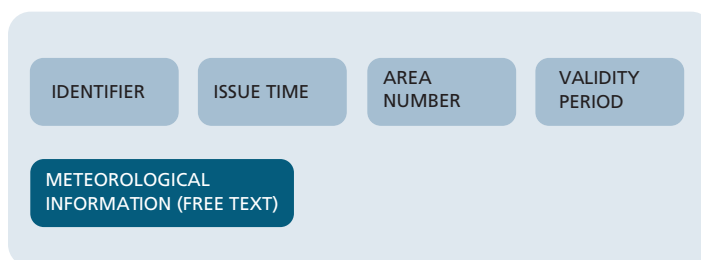 IDENTIFIER
ISSUE TIME
AREA
NUMBER
VALIDITY
PERIOD
METEOROLOGICAL
INFORMATION (FREE TEXT)